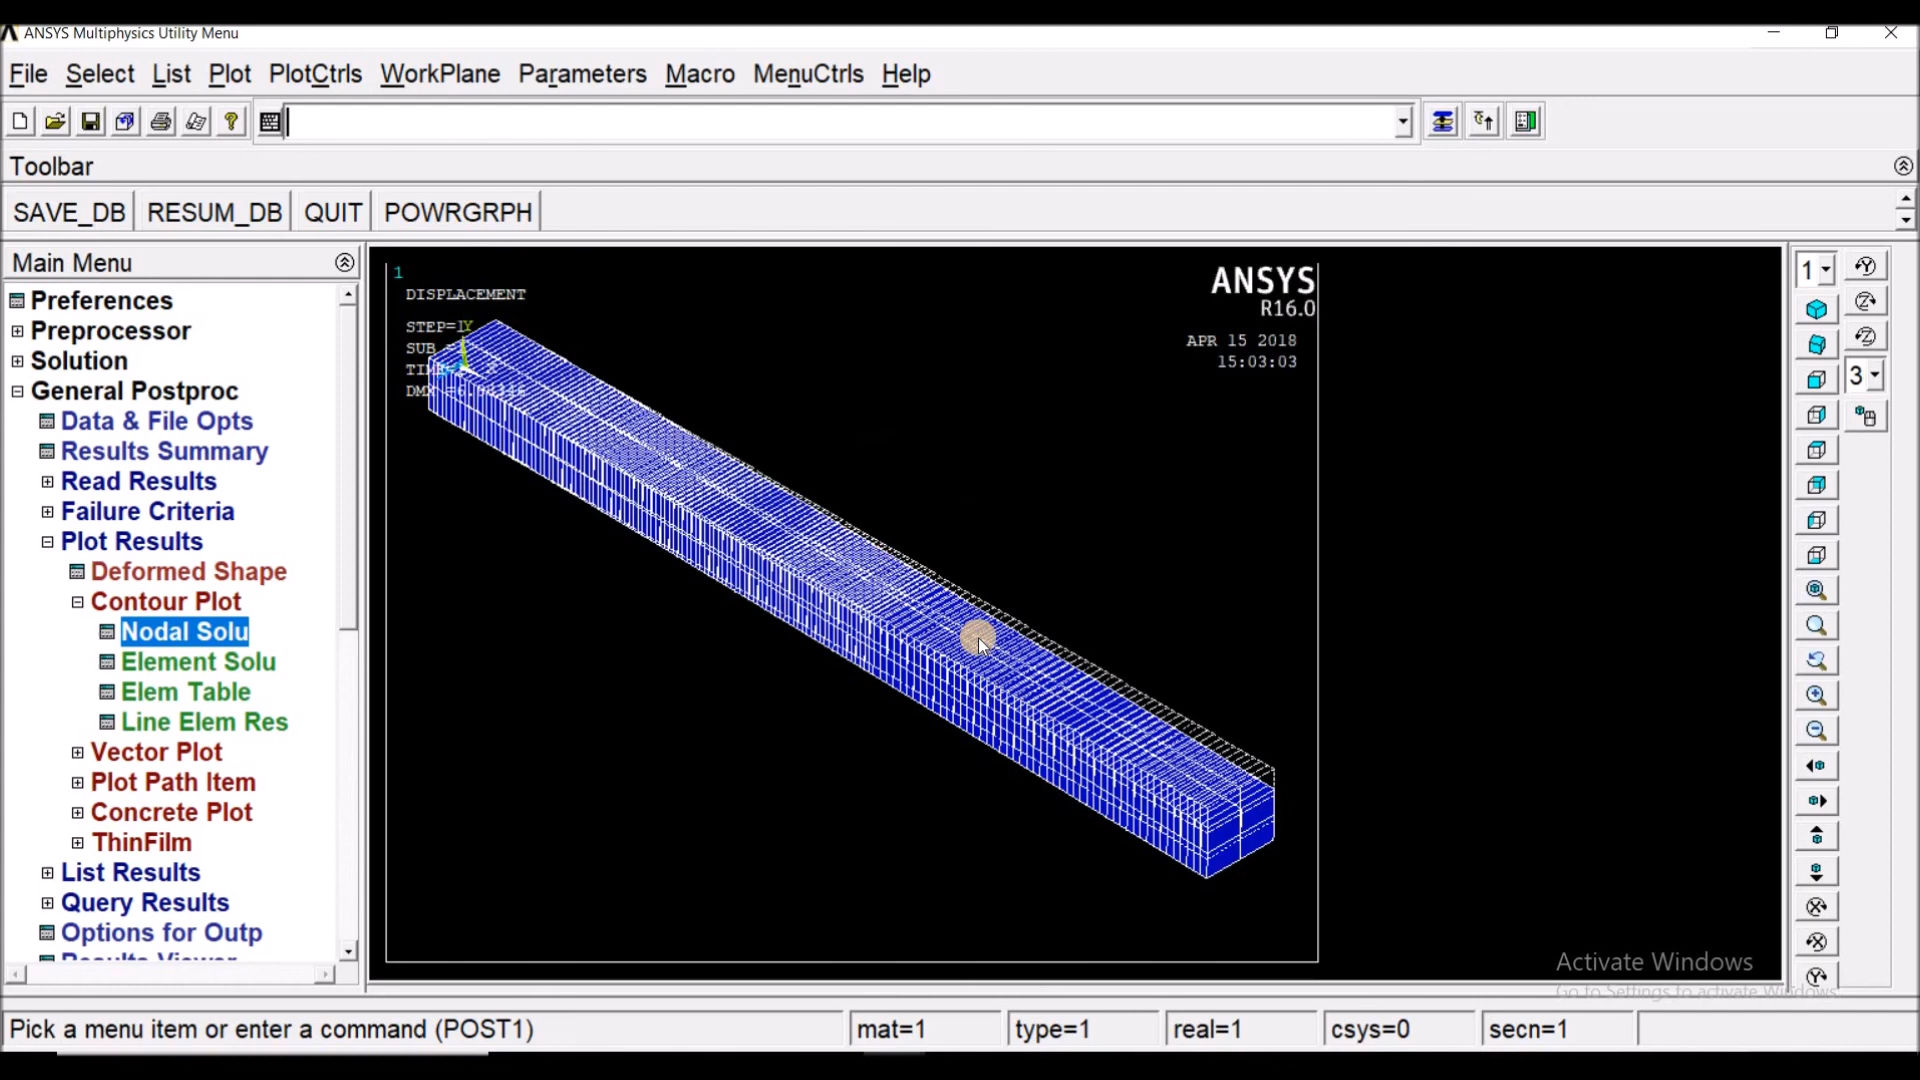 ANSYS Multiphysics Utility Menu
File Select List Plot PlotCtrls WorkPlane Parameters Macro MenuCtrls Help
Toolbar
SAVE_DB RESUM_DB QUIT POWRGRPH
Main Menu
Preferences
Preprocessor
Solution
General Postproc
Data & File Opts
Results Summary
Read Results
Failure Criteria
Plot Results
Deformed Shape
Contour Plot
Nodal Solu
Element Solu
Elem Table
Line Elem Res
Vector Plot
Plot Path Item
Concrete Plot
ThinFilm
List Results
Query Results
Options for Outp
Results Viewer
1
DISPLACEMENT
STEP=1
SUB
ANSYS
R16.0
APR 15 2018
15:03:03
Y
1
3
Activate Windows
Go to Settings to activate Windows.
Pick a menu item or enter a command (POST1)
mat=1
type=1
real=1
csys=0
secn=1